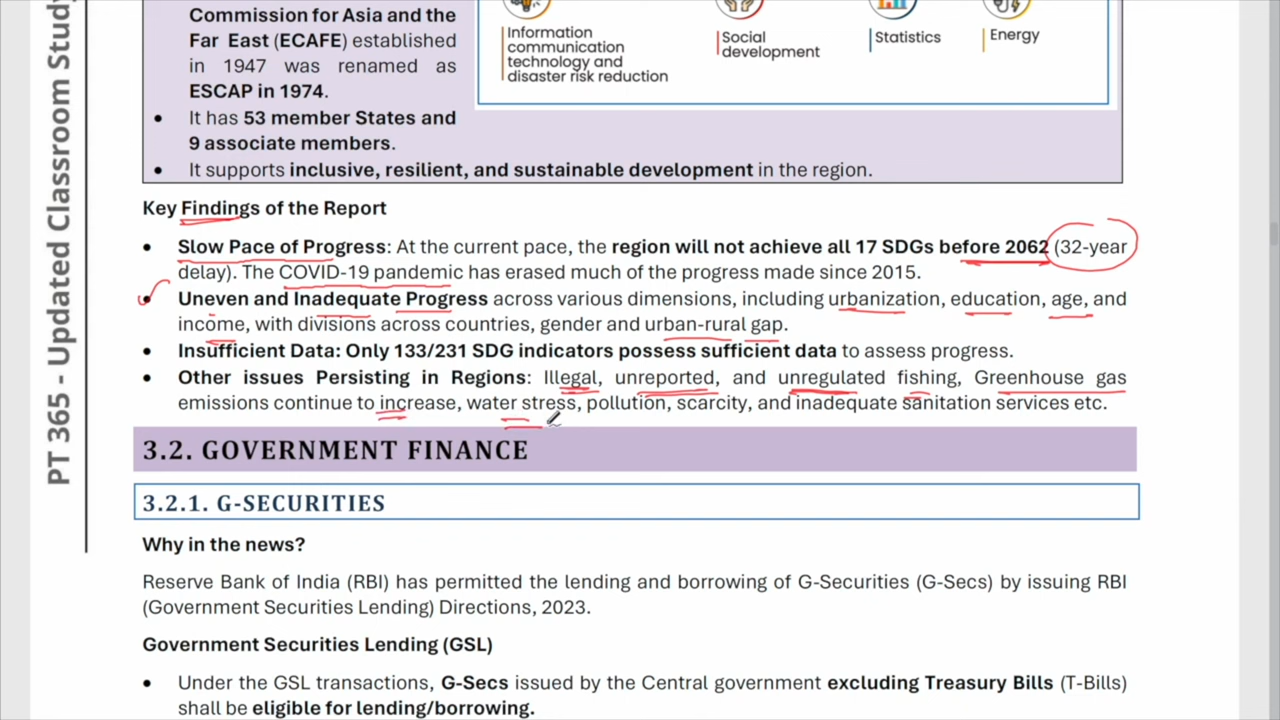 PT 365 - Updated Classroom Study
Commission for Asia and the
Far East (ECAFE) established
in 1947 was renamed as
ESCAP in 1974.
• It has 53 member States and
9 associate members.
• It supports inclusive, resilient, and sustainable development in the region.
Information
communication
technology and
disaster risk reduction
Social
development
Statistics
Energy
Key Findings of the Report
• Slow Pace of Progress: At the current pace, the region will not achieve all 17 SDGs before 2062 (32-year
delay). The COVID-19 pandemic has erased much of the progress made since 2015.
• Uneven and Inadequate Progress across various dimensions, including urbanization, education, age, and
income, with divisions across countries, gender and urban-rural gap.
• Insufficient Data: Only 133/231 SDG indicators possess sufficient data to assess progress.
• Other issues Persisting in Regions: Illegal, unreported, and unregulated fishing, Greenhouse gas
emissions continue to increase, water stress, pollution, scarcity, and inadequate sanitation services etc.
3.2. GOVERNMENT FINANCE
3.2.1. G-SECURITIES
Why in the news?
Reserve Bank of India (RBI) has permitted the lending and borrowing of G-Securities (G-Secs) by issuing RBI
(Government Securities Lending) Directions, 2023.
Government Securities Lending (GSL)
• Under the GSL transactions, G-Secs issued by the Central government excluding Treasury Bills (T-Bills)
shall be eligible for lending/borrowing.